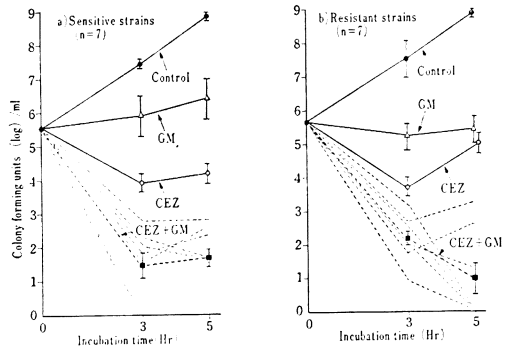 a) Sensitive strains
(n=7)
Control
GM
CEZ
CEZ+GM
Colony forming units (log) /ml
9
8
7
6
5
4
3
2
1
0
0
3
5
Incubation time (Hr)
b) Resistant strains
(n=7)
Control
GM
CEZ
CEZ+GM
9
8
7
6
5
4
3
2
1
0
0
3
5
Incubation time (Hr)